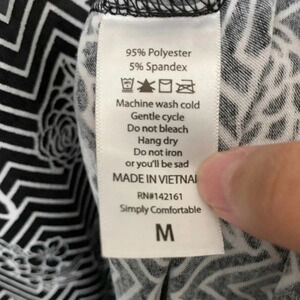 95% Polyester
5% Spandex
Machine wash cold
Gentle cycle
Do not bleach
Hang dry
Do not iron
or you'll be sad
MADE IN VIETNAM
RN#142161
Simply Comfortable
M